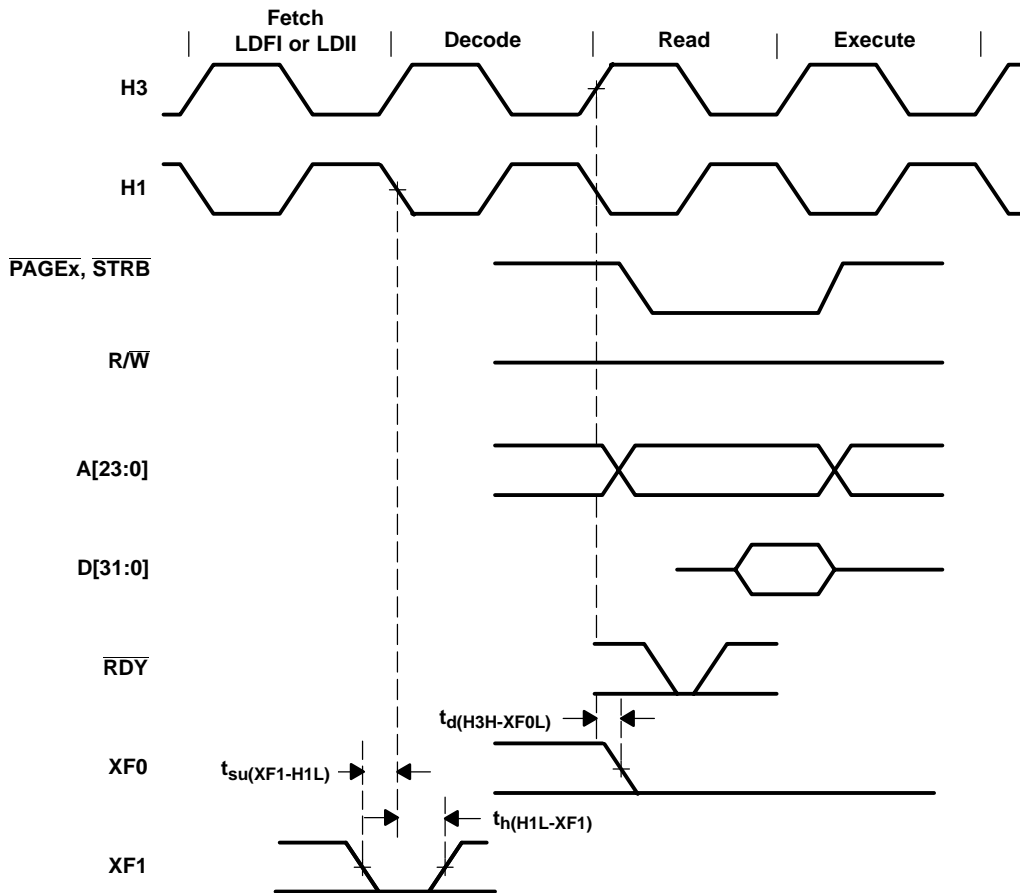 Fetch
LDFI or LDII
Decode
Read
Execute
H3
H1
PAGEx, STRB
R/W
A[23:0]
D[31:0]
RDY
td(H3H-XF0L)
XF0
tsu(XF1-H1L)
th(H1L-XF1)
XF1